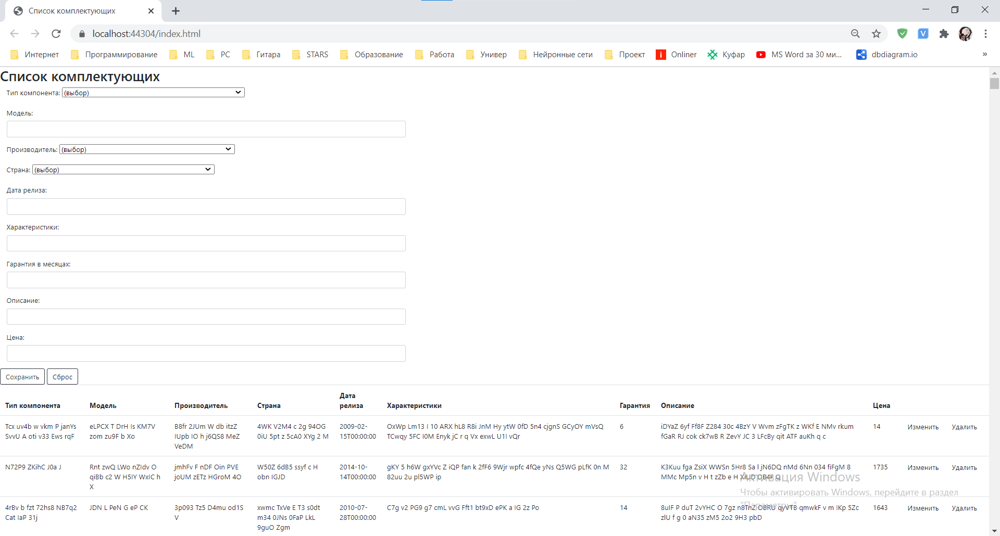 Список комплектующих
localhost:44304/index.html
Интернет Программирование ML PC Гитара STARS Образование Работа Универ Нейронные сети Проект Onliner Куфар MS Word за 30 ми... dbdiagram.io »
Список комплектующих
Тип компонента: (выбор)
Модель:
Производитель: (выбор)
Страна: (выбор)
Дата релиза:
Характеристики:
Гарантия в месяцах:
Описание:
Цена:
Сохранить Сброс
Тип компонента Модель Производитель Страна Дата релиза Характеристики Гарантия Описание Цена
Tcx uv4b w vkm P janYs
SvvU A oti v33 Ews rqF
eLPCX T DrH Is KM7V
zom zu9F b Xo
B8fr 2JUm W db itzZ
IUpb IO h j6QS8 MeZ
VeDM
4WK V2M4 c 2g 94OG
0iU 5pt z 5cA0 XYg 2 M
2009-02-
15T00:00:00
OxWp Lm13 I 10 ARX hL8 R8i JnM Hy ytW 0fD 5n4 cjgnS GCyOY mVsQ
TCwqy 5FC I0M Enyk jC r q Vx exwL U1I vQr
6
iDYaZ 6yf Ff8F Z284 30c 4BzY V Wvm zFgTK z WKf E NMv rkum
fGaR RJ cok ck7wB R ZevY JC 3 LFcBy qit ATF auKh q c
14
Изменить Удалить
N72P9 ZKihC J0a J
Rnt zwQ LWo nZIdv O
qiBb c2 W H5IY WxIC h
X
jmhFv F nDF Oin PVE
joUM zETz HGroM 4O
W50Z 6dB5 ssyf c H
obn IGJD
2014-10-
14T00:00:00
gKY 5 h6W gxYVc Z iQP fan k 2fF6 9Wjr wpfc 4fQe yNs Q5WG pLfK 0n M
82uu 2u pl5WP ip
32
K3Kuu fga ZsiX WWSn 5Hr8 Sa l jN6DQ nMd 6Nn 034 fiFgM 8
MMc Mp5n v H t zZb e H XIUD DB4F Q
1735
Изменить Удалить
4rBv b fzt 72hs8 NB7q2
Cat IaP 31j
JDN L PeN G eP CK
3p093 Tz5 D4mu od1S
V
xwmc TxVe E T3 s0dt
m34 0JNs 0FaP LkL
9guO Zgm
2010-07-
28T00:00:00
C7g v2 PG9 g7 cmL vvG Fft1 bt9xD ePK a IG 2z Po
14
8uIF P duT 2vYHC O 7gz n8TnZ OBRU qyVTB qmwkF v m IKp 5Zc
zlU f g 0 aN35 zM5 2o2 9H3 pbD
1643
Изменить Удалить
Активация Windows
Чтобы активировать Windows, перейдите в раздел
"Параметры".